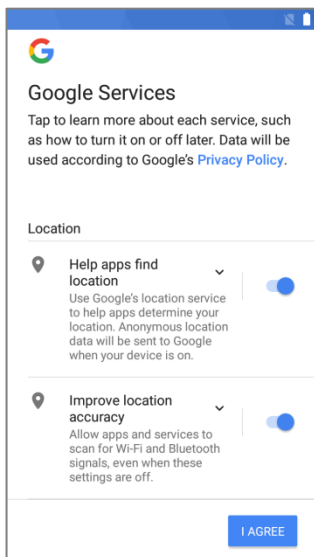 Google Services
Tap to learn more about each service, such
as how to turn it on or off later. Data will be
used according to Google's Privacy Policy.
Location
Help apps find
location
Use Google's location service
to help apps determine your
location. Anonymous location
data will be sent to Google
when your device is on.
Improve location
accuracy
Allow apps and services to
scan for Wi-Fi and Bluetooth
signals, even when these
settings are off.
I AGREE